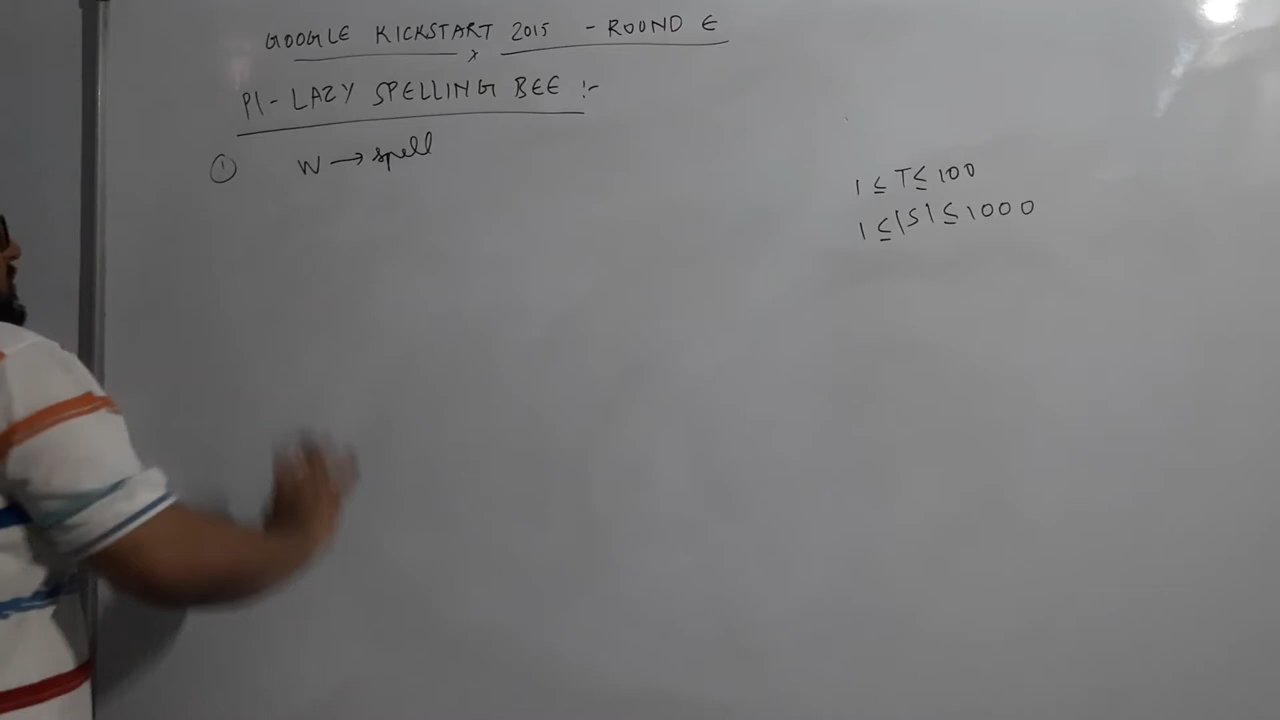 GOOGLE KICKSTART 2015 - ROUND E
x
P1 - LAZY SPELLING BEE :-
① W → spell
1 ≤ T ≤ 100
1 ≤ |S| ≤ 1000